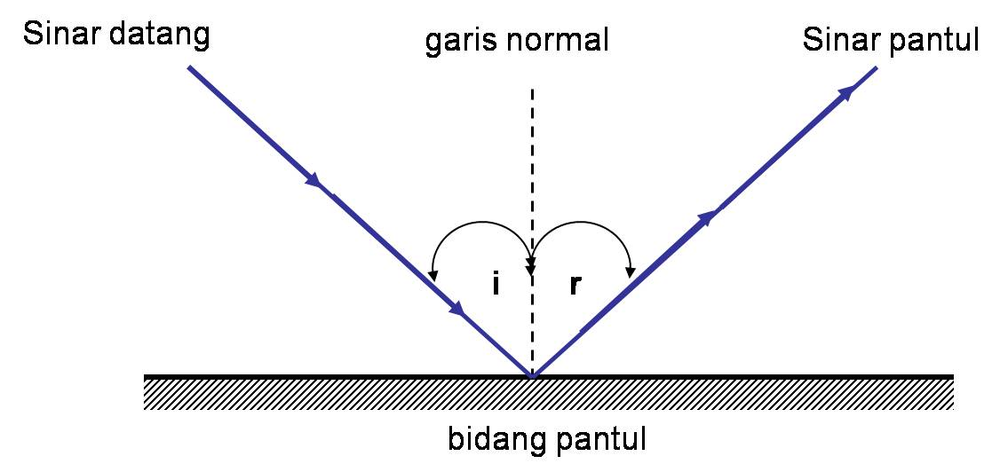 Sinar datang
garis normal
Sinar pantul
i
r
bidang pantul